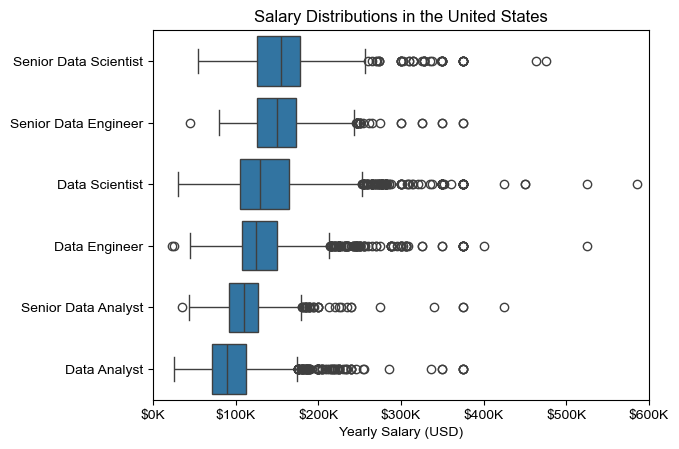 Salary Distributions in the United States
Senior Data Scientist
Senior Data Engineer
Data Scientist
Data Engineer
Senior Data Analyst
Data Analyst
$0K $100K $200K $300K $400K $500K $600K
Yearly Salary (USD)